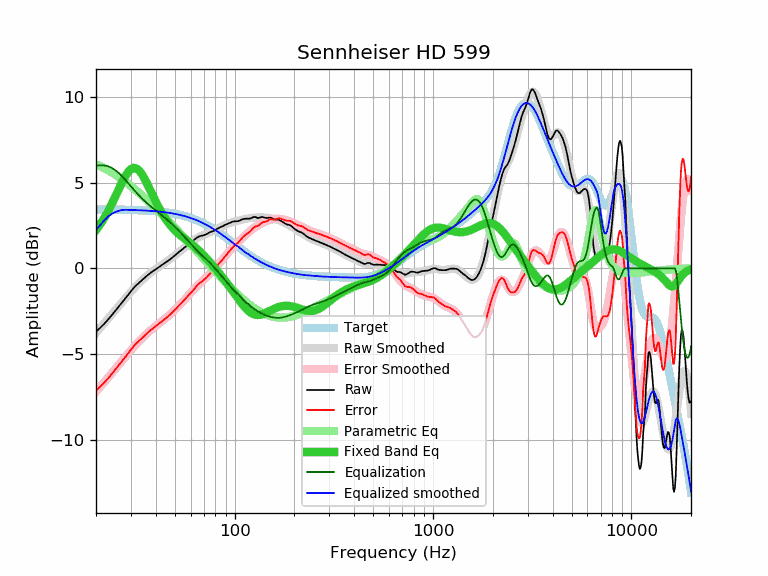 Sennheiser HD 599
Amplitude (dBr)
10
5
0
−5
−10
Target
Raw Smoothed
Error Smoothed
Raw
Error
Parametric Eq
Fixed Band Eq
Equalization
Equalized smoothed
100
1000
10000
Frequency (Hz)